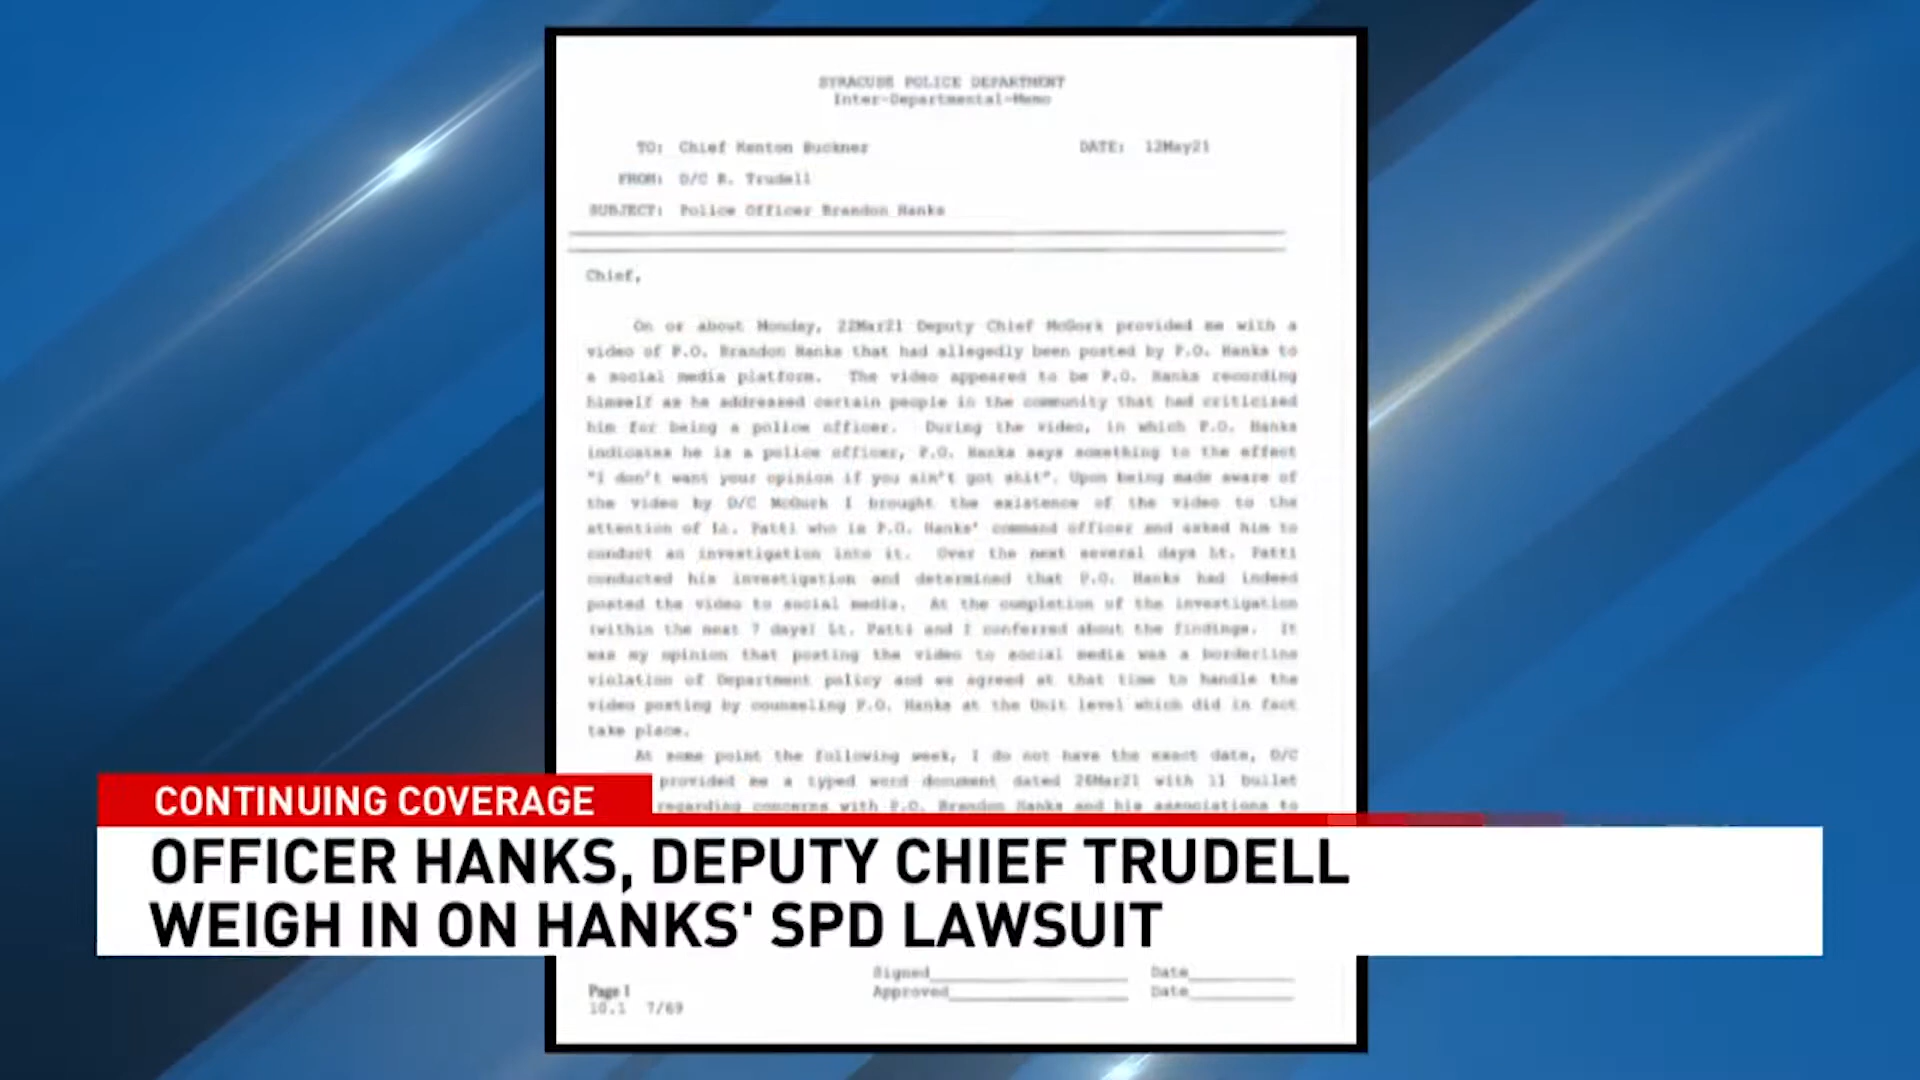 SYRACUSE POLICE DEPARTMENT
Inter-Departmental-Memo
TO: Chief Kenton Buckner DATE: 12May21
FROM: D/C R. Trudell
SUBJECT: Police Officer Brandon Hanks
Chief,
On or about Monday, 22Mar21 Deputy Chief McGork provided me with a
video of P.O. Brandon Hanks that had allegedly been posted by P.O. Hanks to
a social media platform. The video appeared to be P.O. Hanks recording
himself as he addressed certain people in the community that had criticized
him for being a police officer. During the video, in which P.O. Hanks
indicates he is a police officer, P.O. Hanks says something to the effect
"I don't want your opinion if you ain't got shit". Upon being made aware of
the video by D/C McGurk I brought the existence of the video to the
attention of Lt. Patti who is P.O. Hanks' command officer and asked him to
conduct an investigation into it. Over the next several days Lt. Patti
conducted his investigation and determined that P.O. Hanks had indeed
posted the video to social media. At the completion of the investigation
(within the next 7 days) Lt. Patti and I conferred about the findings. It
was my opinion that posting the video to social media was a borderline
violation of Department policy and we agreed at that time to handle the
video posting by counseling P.O. Hanks at the Unit level which did in fact
take place.
At some point the following week, I do not have the exact date, D/C
provided me a typed word document dated 26Mar21 with 11 bullet
regarding concerns with P.O. Brandon Hanks and his associations to
CONTINUING COVERAGE
OFFICER HANKS, DEPUTY CHIEF TRUDELL
WEIGH IN ON HANKS' SPD LAWSUIT
Signed Date
Approved Date
Page 1
10.1 7/69